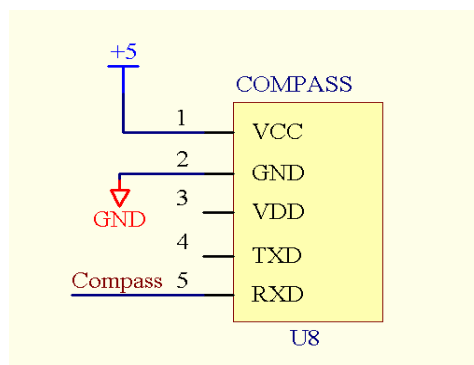 +5
COMPASS
1 VCC
2 GND
GND
3 VDD
4 TXD
Compass 5 RXD
U8